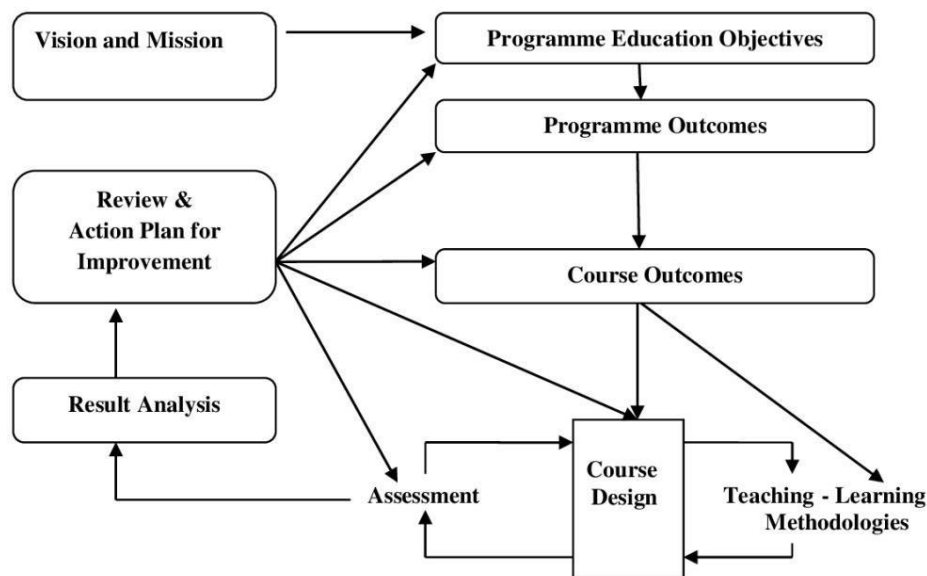 Vision and Mission
Programme Education Objectives
Programme Outcomes
Review &
Action Plan for
Improvement
Course Outcomes
Result Analysis
Assessment
Course
Design
Teaching - Learning
Methodologies